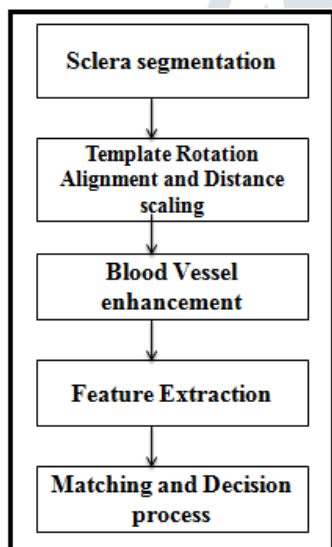 Sclera segmentation
Template Rotation
Alignment and Distance
scaling
Blood Vessel
enhancement
Feature Extraction
Matching and Decision
process